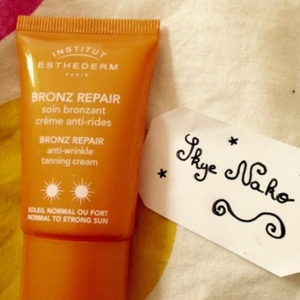 INSTITUT
ESTHEDERM
PARIS
BRONZ REPAIR
soin bronzant
crème anti-rides
BRONZ REPAIR
anti-wrinkle
tanning cream
SOLEIL NORMAL OU FORT
NORMAL TO STRONG SUN
Skye Nako